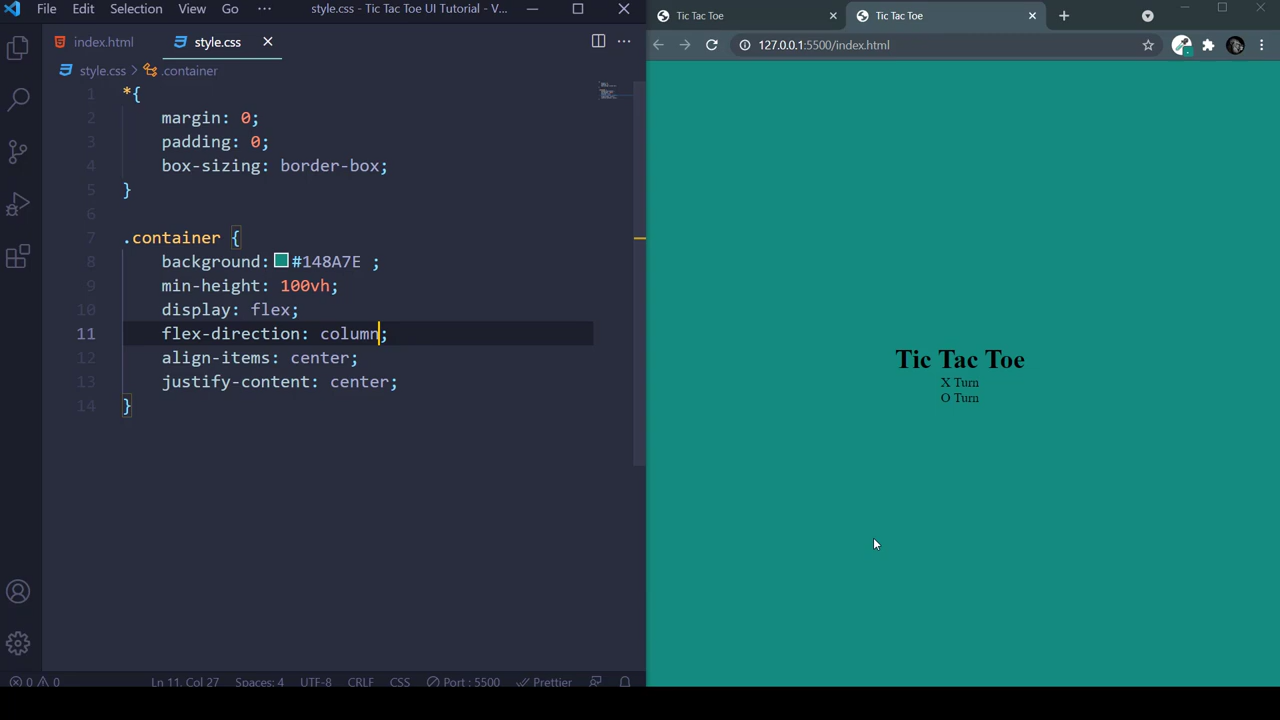 File Edit Selection View Go ··· style.css - Tic Tac Toe UI Tutorial - V...
index.html style.css
style.css > .container
1 *{
2 margin: 0;
3 padding: 0;
4 box-sizing: border-box;
5 }
6
7 .container {
8 background: #148A7E ;
9 min-height: 100vh;
10 display: flex;
11 flex-direction: column;
12 align-items: center;
13 justify-content: center;
14 }
0 0 Ln 11, Col 27 Spaces: 4 UTF-8 CRLF CSS Port : 5500 Prettier
Tic Tac Toe Tic Tac Toe
127.0.0.1:5500/index.html
Tic Tac Toe
X Turn
O Turn